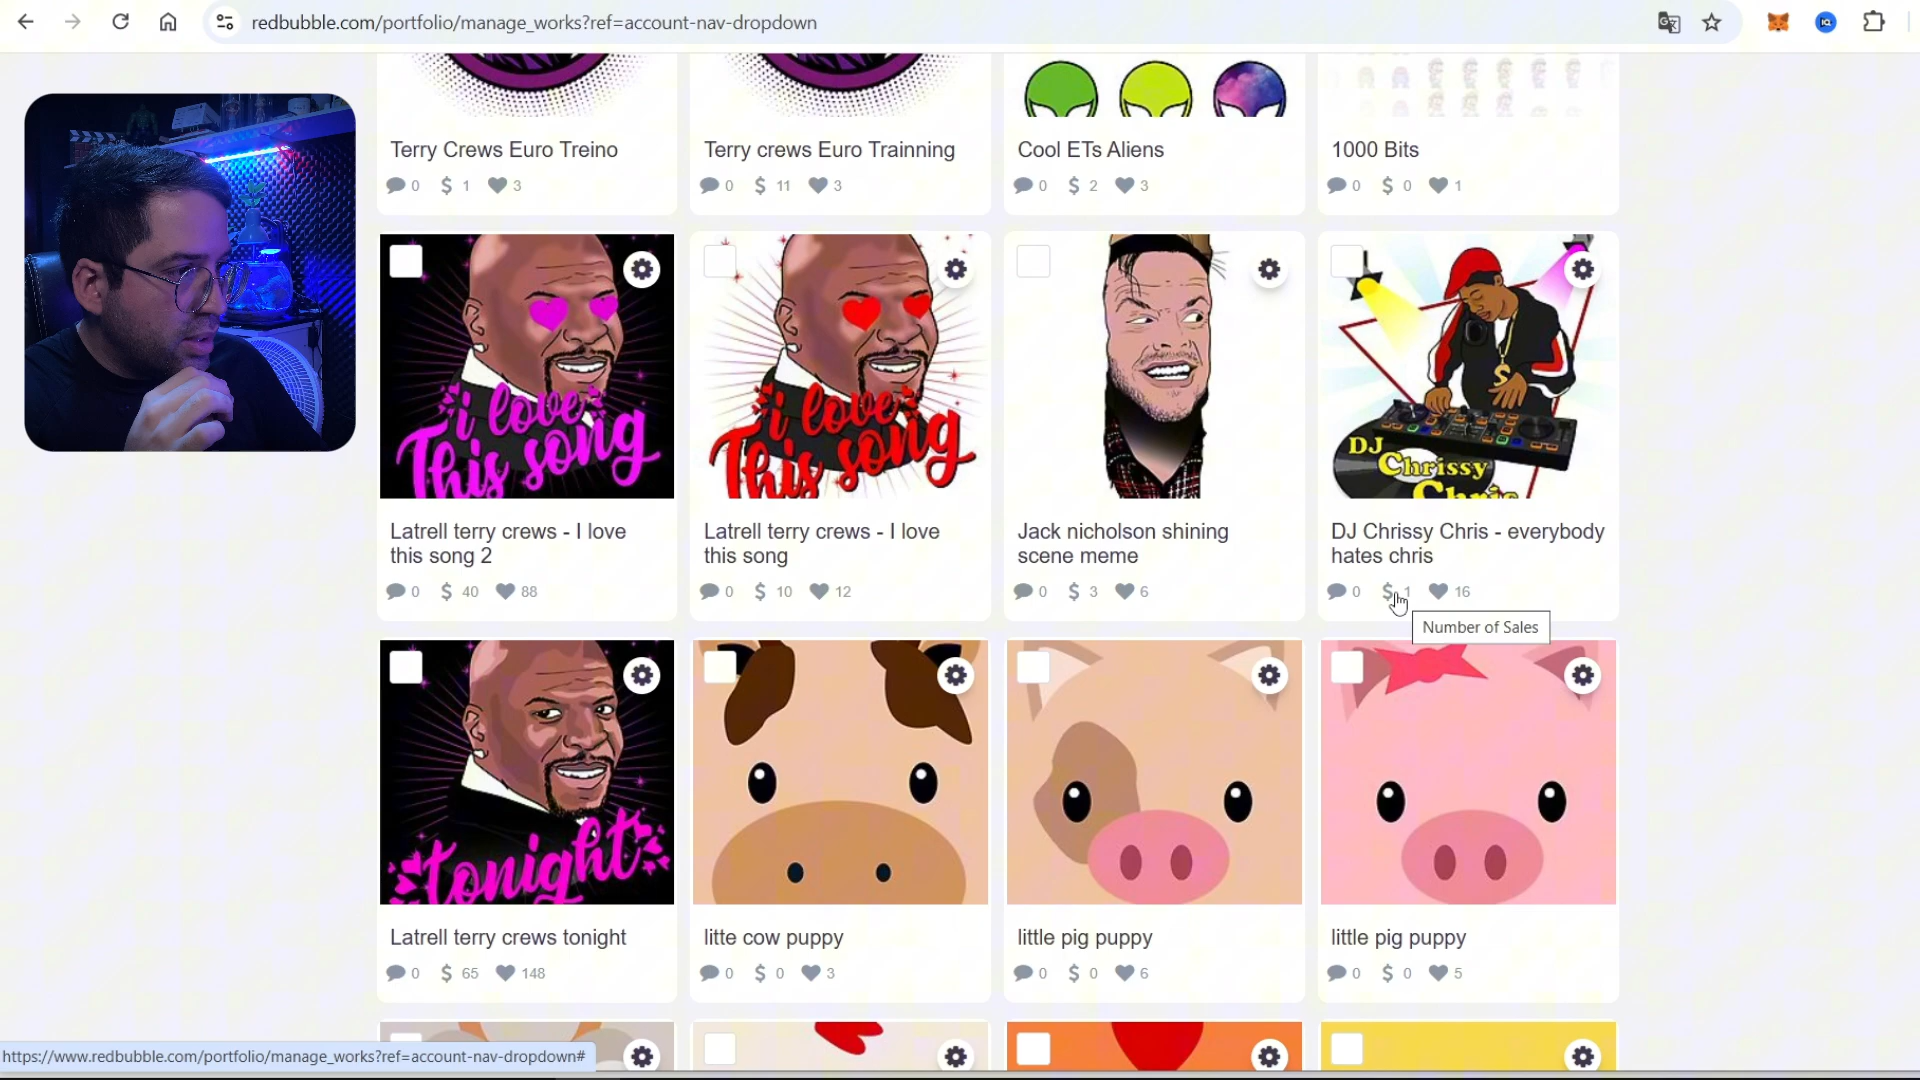 redbubble.com/portfolio/manage_works?ref=account-nav-dropdown
Terry Crews Euro Treino
0 $ 1 3
Terry crews Euro Trainning
0 $ 11 3
Cool ETs Aliens
0 $ 2 3
1000 Bits
0 $ 0 1
i love
This song
Latrell terry crews - I love
this song 2
0 $ 40 88
i love
This song
Latrell terry crews - I love
this song
0 $ 10 12
Jack nicholson shining
scene meme
0 $ 3 6
DJ
Chrissy
Chris
DJ Chrissy Chris - everybody
hates chris
0 $ 1 16
Number of Sales
tonight
Latrell terry crews tonight
0 $ 65 148
litte cow puppy
0 $ 0 3
little pig puppy
0 $ 0 6
little pig puppy
0 $ 0 5
https://www.redbubble.com/portfolio/manage_works?ref=account-nav-dropdown#